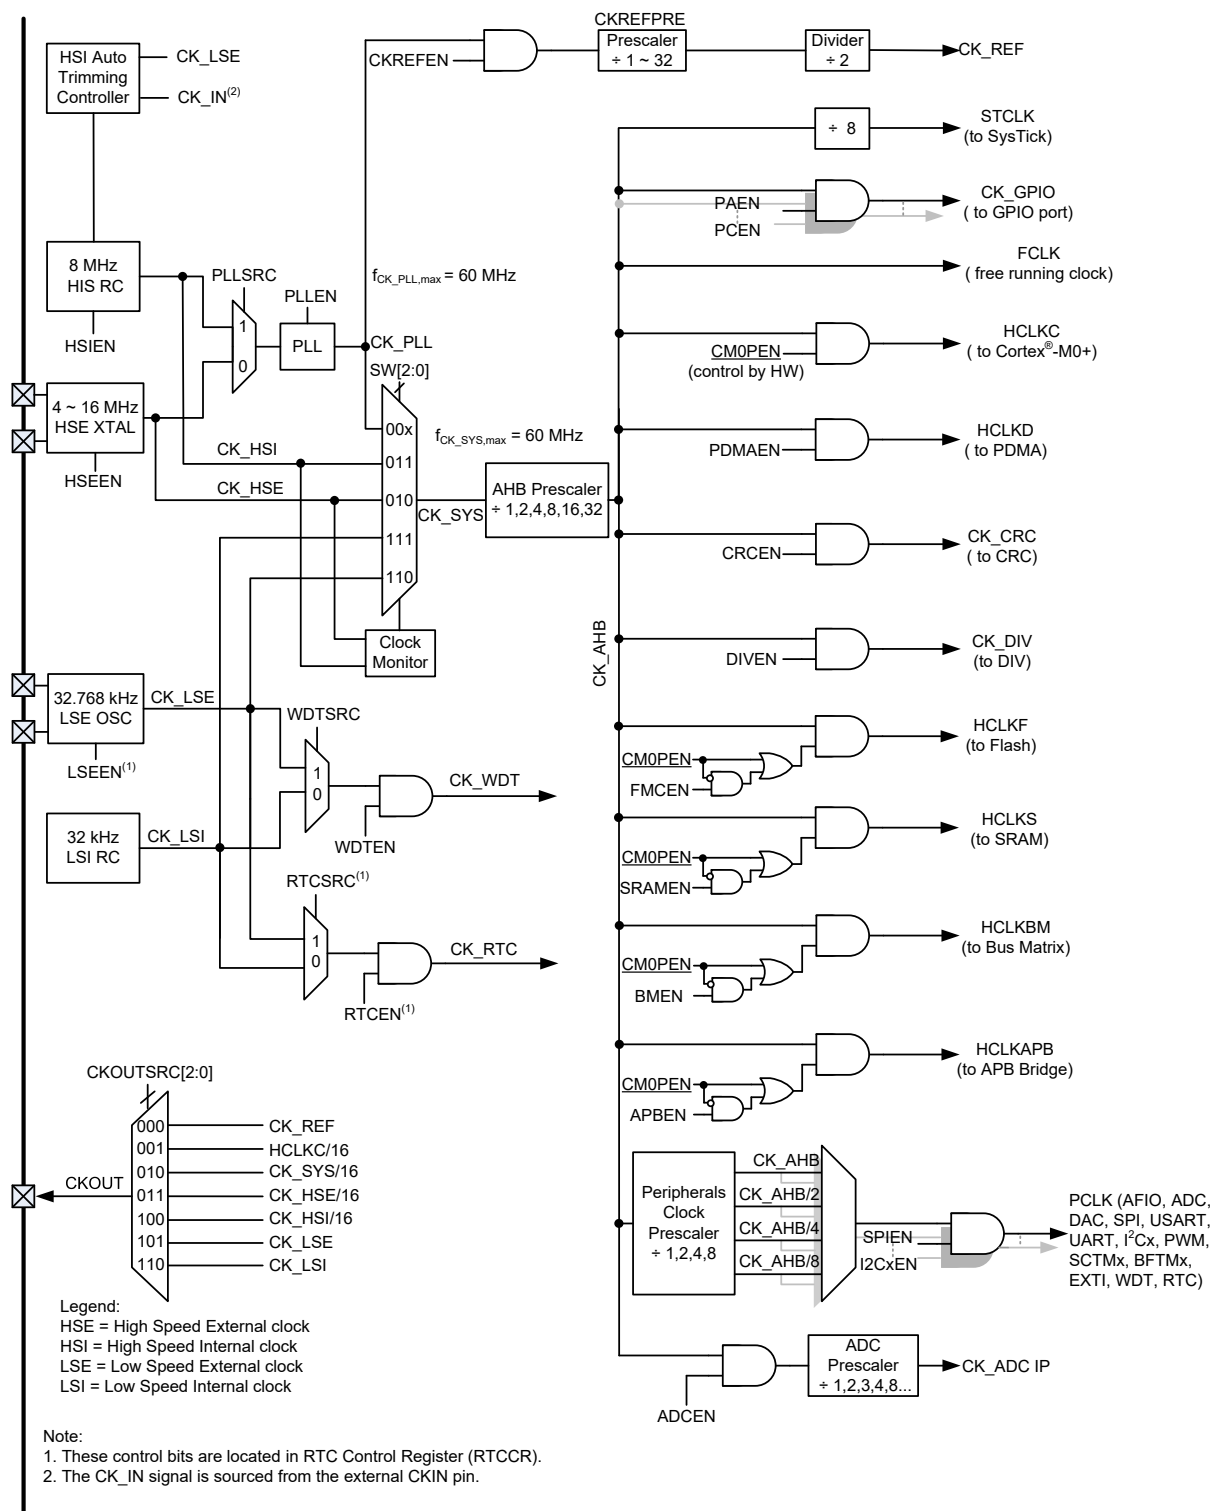 CKREFPRE
HSI Auto
Trimming
Controller
CK_LSE
CK_IN(2)
CKREFEN
Prescaler
÷ 1 ~ 32
Divider
÷ 2
CK_REF
÷ 8
STCLK
(to SysTick)
PAEN
PCEN
CK_GPIO
( to GPIO port)
8 MHz
HIS RC
HSIEN
PLLSRC
1
0
PLLEN
PLL
fCK_PLL,max = 60 MHz
CK_PLL
FCLK
( free running clock)
CM0PEN
(control by HW)
HCLKC
( to Cortex®-M0+)
4 ~ 16 MHz
HSE XTAL
HSEEN
SW[2:0]
00x
011
010
111
110
fCK_SYS,max = 60 MHz
CK_HSI
CK_HSE
CK_SYS
AHB Prescaler
÷ 1,2,4,8,16,32
PDMAEN
HCLKD
( to PDMA)
CRCEN
CK_CRC
( to CRC)
Clock
Monitor
CK_AHB
DIVEN
CK_DIV
(to DIV)
32.768 kHz
LSE OSC
CK_LSE
LSEEN(1)
WDTSRC
1
0
CK_WDT
WDTEN
CM0PEN
FMCEN
HCLKF
(to Flash)
32 kHz
LSI RC
CK_LSI
CM0PEN
SRAMEN
HCLKS
(to SRAM)
RTCSRC(1)
1
0
CK_RTC
RTCEN(1)
CM0PEN
BMEN
HCLKBM
(to Bus Matrix)
CM0PEN
APBEN
HCLKAPB
(to APB Bridge)
CKOUTSRC[2:0]
CKOUT
000
CK_REF
001
HCLKC/16
010
CK_SYS/16
011
CK_HSE/16
100
CK_HSI/16
101
CK_LSE
110
CK_LSI
Peripherals
Clock
Prescaler
÷ 1,2,4,8
CK_AHB
CK_AHB/2
CK_AHB/4
CK_AHB/8
SPIEN
I2CxEN
PCLK (AFIO, ADC,
DAC, SPI, USART,
UART, I2Cx, PWM,
SCTMx, BFTMx,
EXTI, WDT, RTC)
Legend:
HSE = High Speed External clock
HSI = High Speed Internal clock
LSE = Low Speed External clock
LSI = Low Speed Internal clock
ADCEN
ADC
Prescaler
÷ 1,2,3,4,8...
CK_ADC IP
Note:
1. These control bits are located in RTC Control Register (RTCCR).
2. The CK_IN signal is sourced from the external CKIN pin.